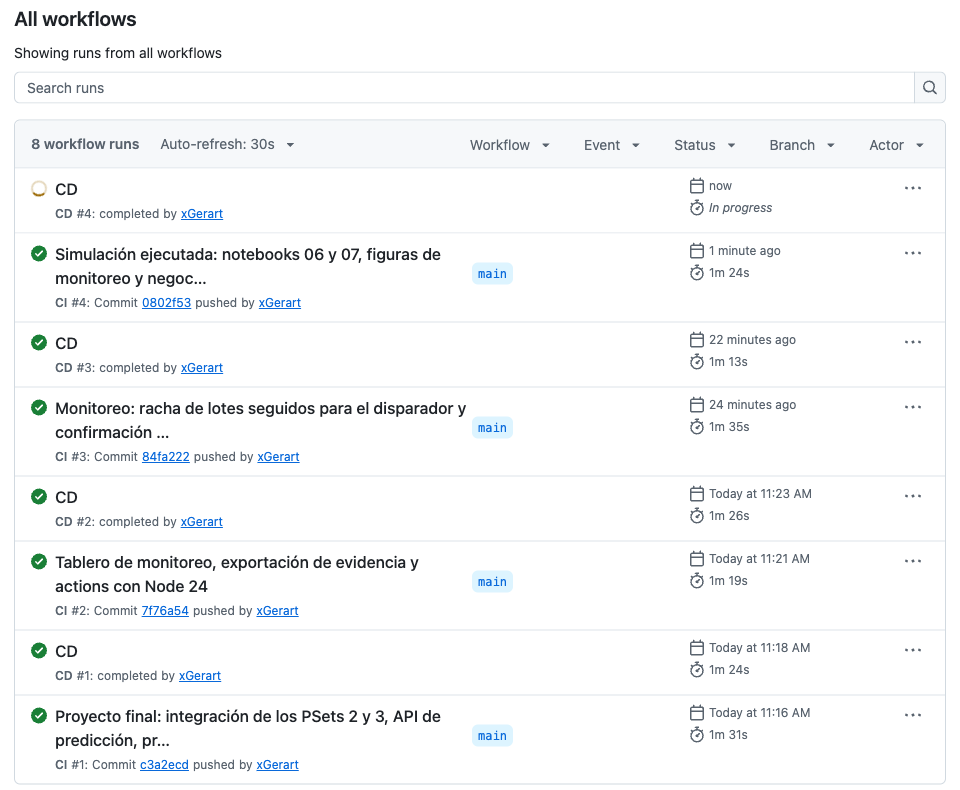 All workflows
Showing runs from all workflows
Search runs
8 workflow runs Auto-refresh: 30s Workflow Event Status Branch Actor
CD
CD #4: completed by xGerart
now
In progress
Simulación ejecutada: notebooks 06 y 07, figuras de
monitoreo y negoc...
CI #4: Commit 0802f53 pushed by xGerart
main
1 minute ago
1m 24s
CD
CD #3: completed by xGerart
22 minutes ago
1m 13s
Monitoreo: racha de lotes seguidos para el disparador y
confirmación ...
CI #3: Commit 84fa222 pushed by xGerart
main
24 minutes ago
1m 35s
CD
CD #2: completed by xGerart
Today at 11:23 AM
1m 26s
Tablero de monitoreo, exportación de evidencia y
actions con Node 24
CI #2: Commit 7f76a54 pushed by xGerart
main
Today at 11:21 AM
1m 19s
CD
CD #1: completed by xGerart
Today at 11:18 AM
1m 24s
Proyecto final: integración de los PSets 2 y 3, API de
predicción, pr...
CI #1: Commit c3a2ecd pushed by xGerart
main
Today at 11:16 AM
1m 31s